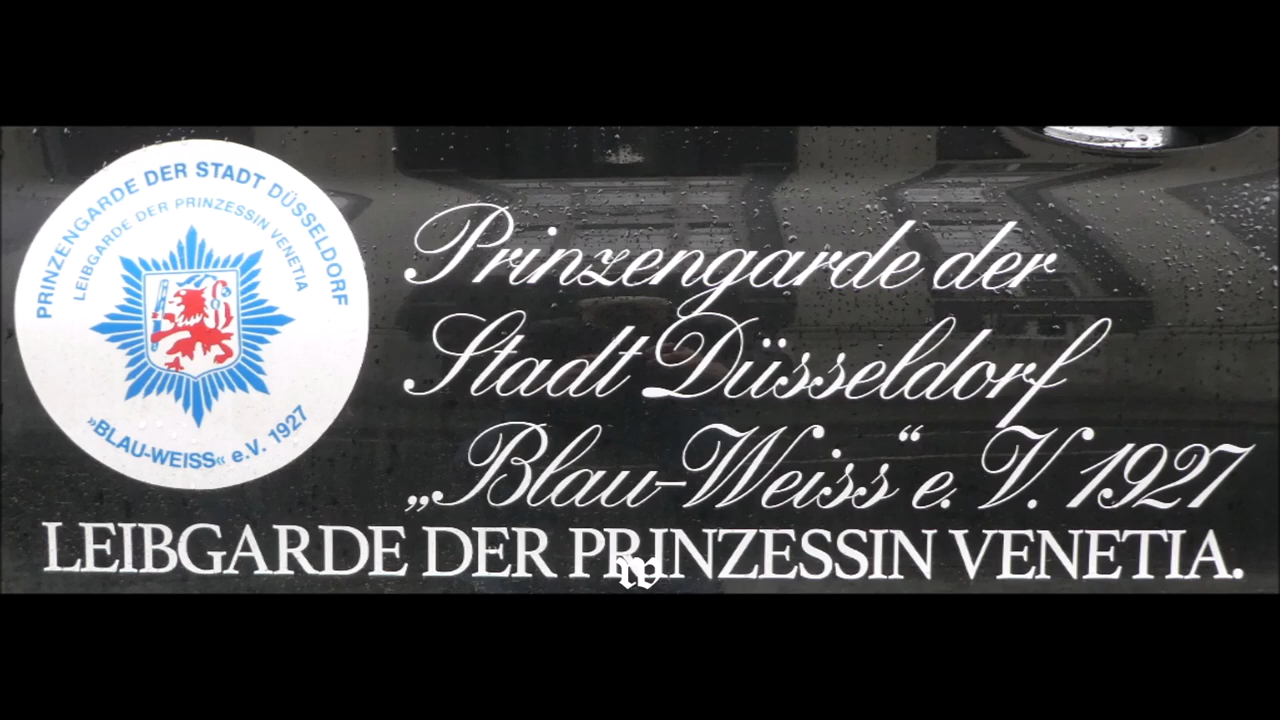 PRINZENGARDE DER STADT DÜSSELDORF
LEIBGARDE DER PRINZESSIN VENETIA
»BLAU-WEISS« e.V. 1927
Prinzengarde der
Stadt Düsseldorf
„Blau-Weiss“ e. V. 1927
LEIBGARDE DER PRINZESSIN VENETIA.